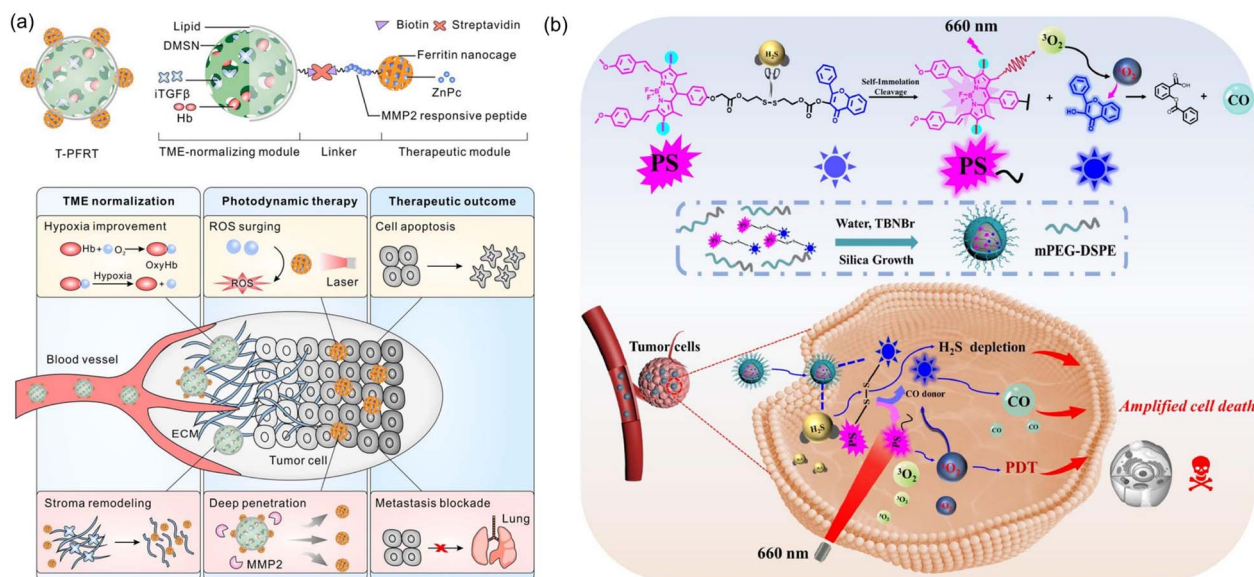 (a)
Lipid
DMSN
iTGFβ
Hb
Biotin
Streptavidin
Ferritin nanocage
ZnPc
MMP2 responsive peptide
T-PFRT
TME-normalizing module
Linker
Therapeutic module
TME normalization
Photodynamic therapy
Therapeutic outcome
Hypoxia improvement
ROS surging
Cell apoptosis
Hb+ O₂
OxyHb
Hypoxia
+
ROS
Laser
Blood vessel
ECM
Tumor cell
Stroma remodeling
Deep penetration
Metastasis blockade
MMP2
Lung
(b)
660 nm
H₂S
³O₂
¹O₂
Self-Immolation
Cleavage
+
+
CO
PS
PS
Water, TBNBr
Silica Growth
mPEG-DSPE
Tumor cells
H₂S depletion
S
S
CO donor
CO
CO
CO
H₂S
PS
PS
Amplified cell death
³O₂
¹O₂
PDT
660 nm